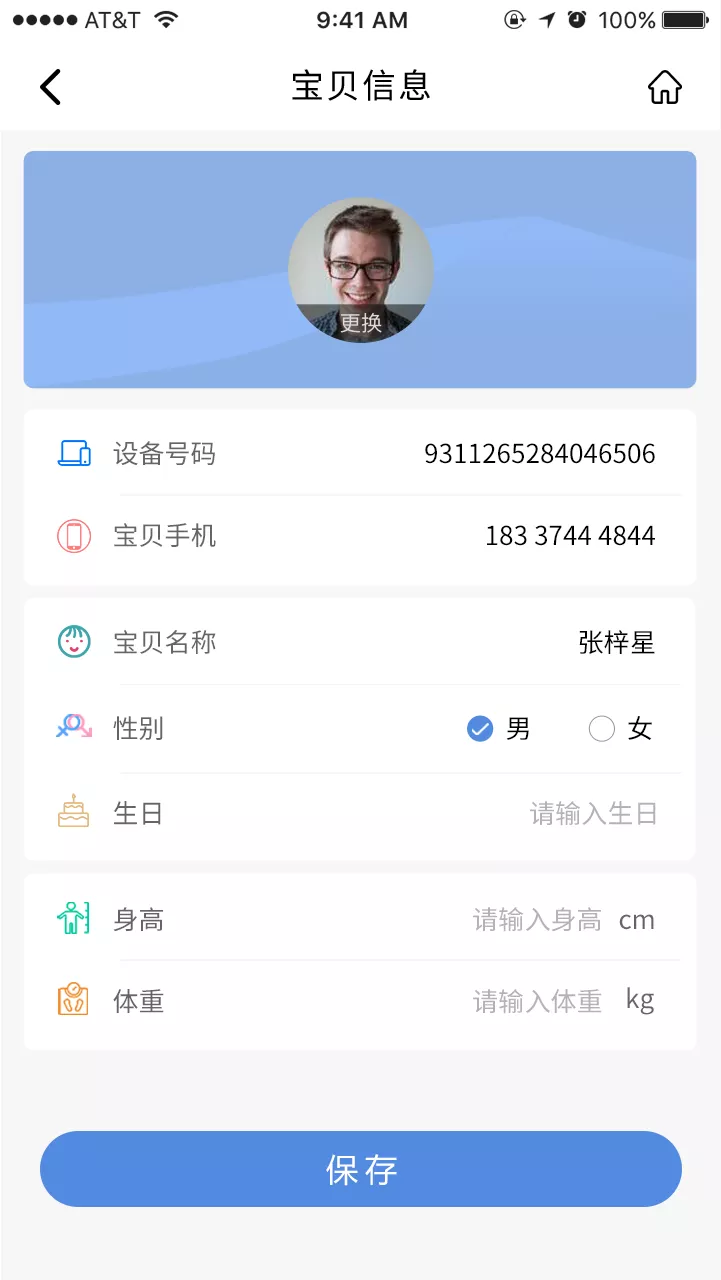 AT&T 9:41 AM 100%
宝贝信息
更换
设备号码 9311265284046506
宝贝手机 183 3744 4844
宝贝名称 张梓星
性别 男 女
生日 请输入生日
身高 请输入身高 cm
体重 请输入体重 kg
保存